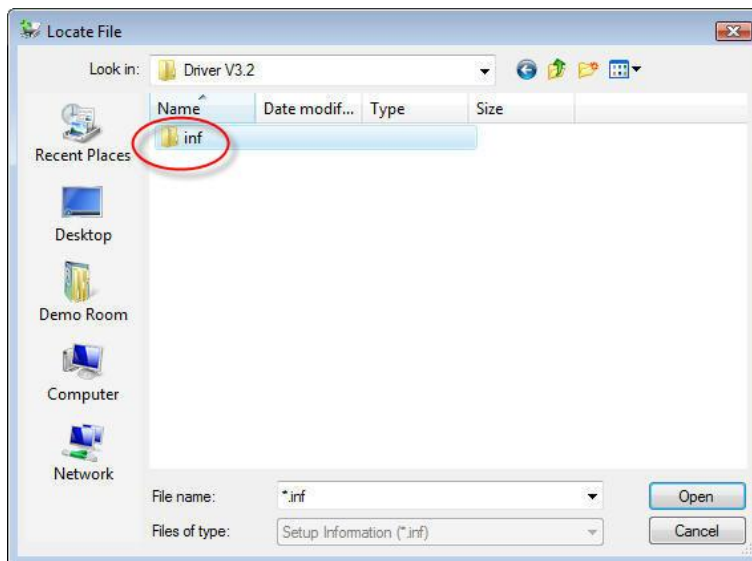 Locate File
Look in: Driver V3.2
Name Date modif... Type Size
inf
Recent Places
Desktop
Demo Room
Computer
Network
File name: *.inf Open
Files of type: Setup Information (*.inf) Cancel